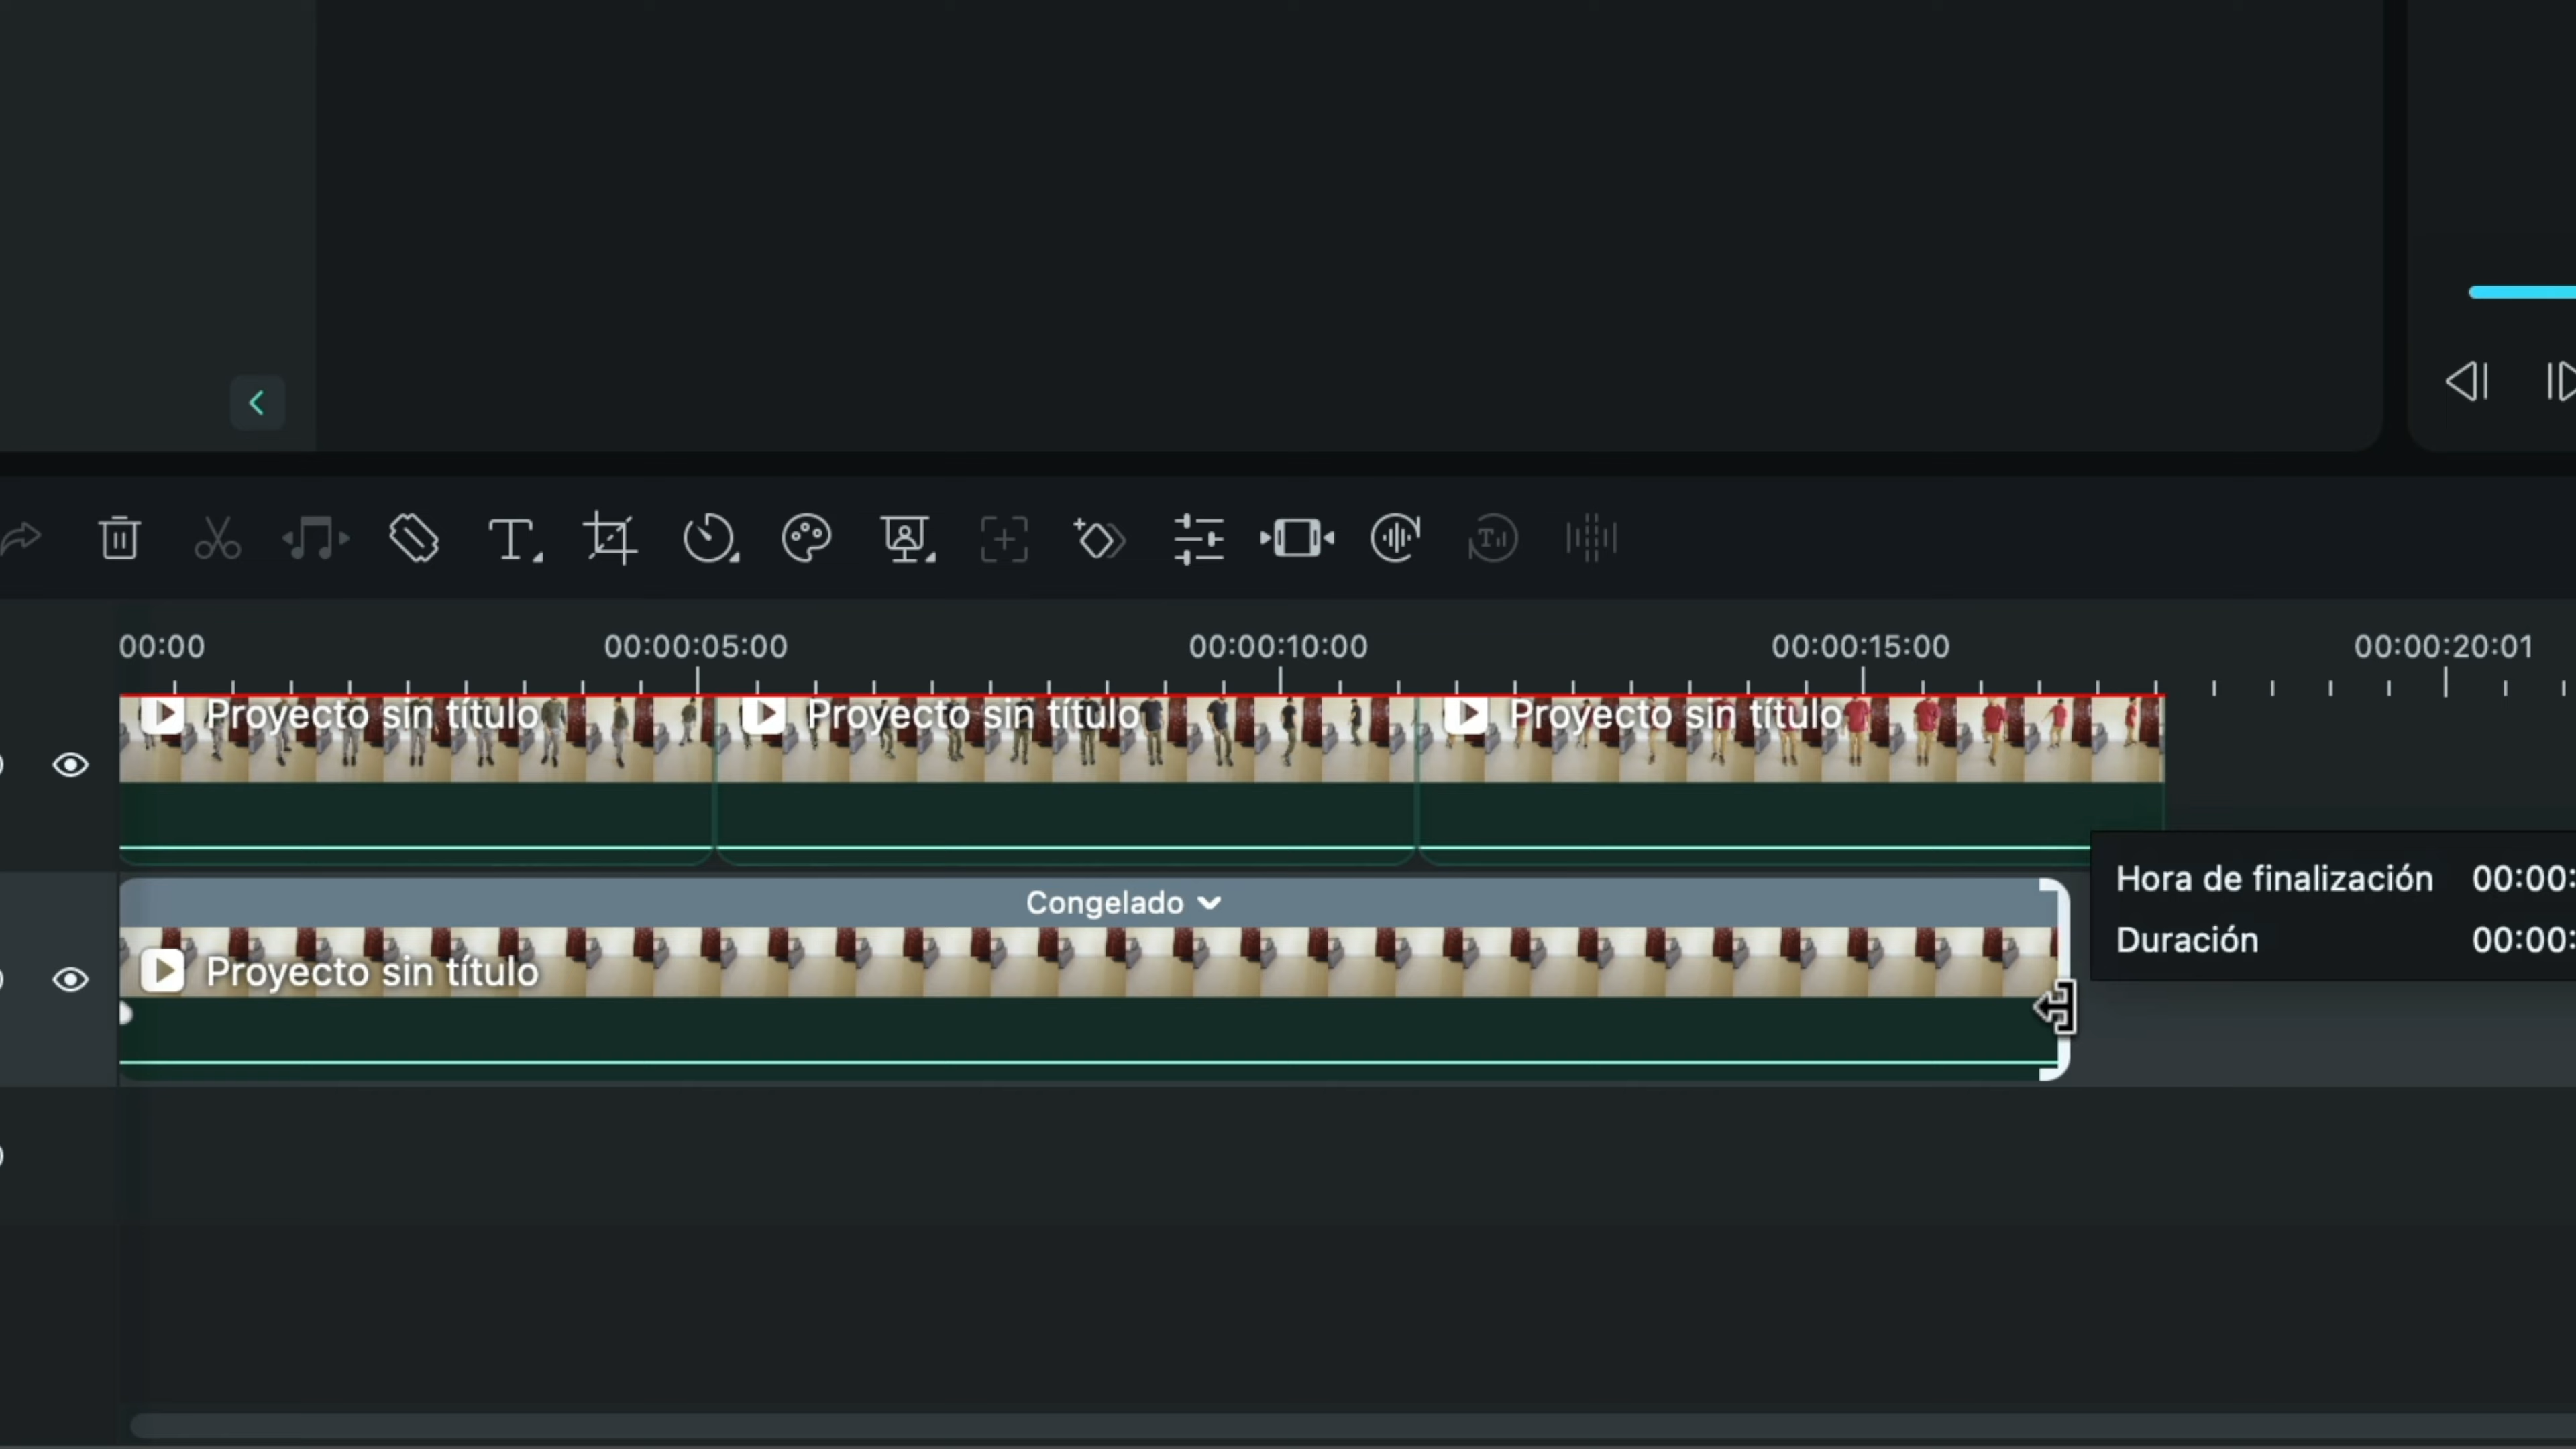 00:00 00:00:05:00 00:00:10:00 00:00:15:00 00:00:20:01
Proyecto sin título Proyecto sin título Proyecto sin título
Hora de finalización 00:00:
Duración 00:00:
Congelado
Proyecto sin título